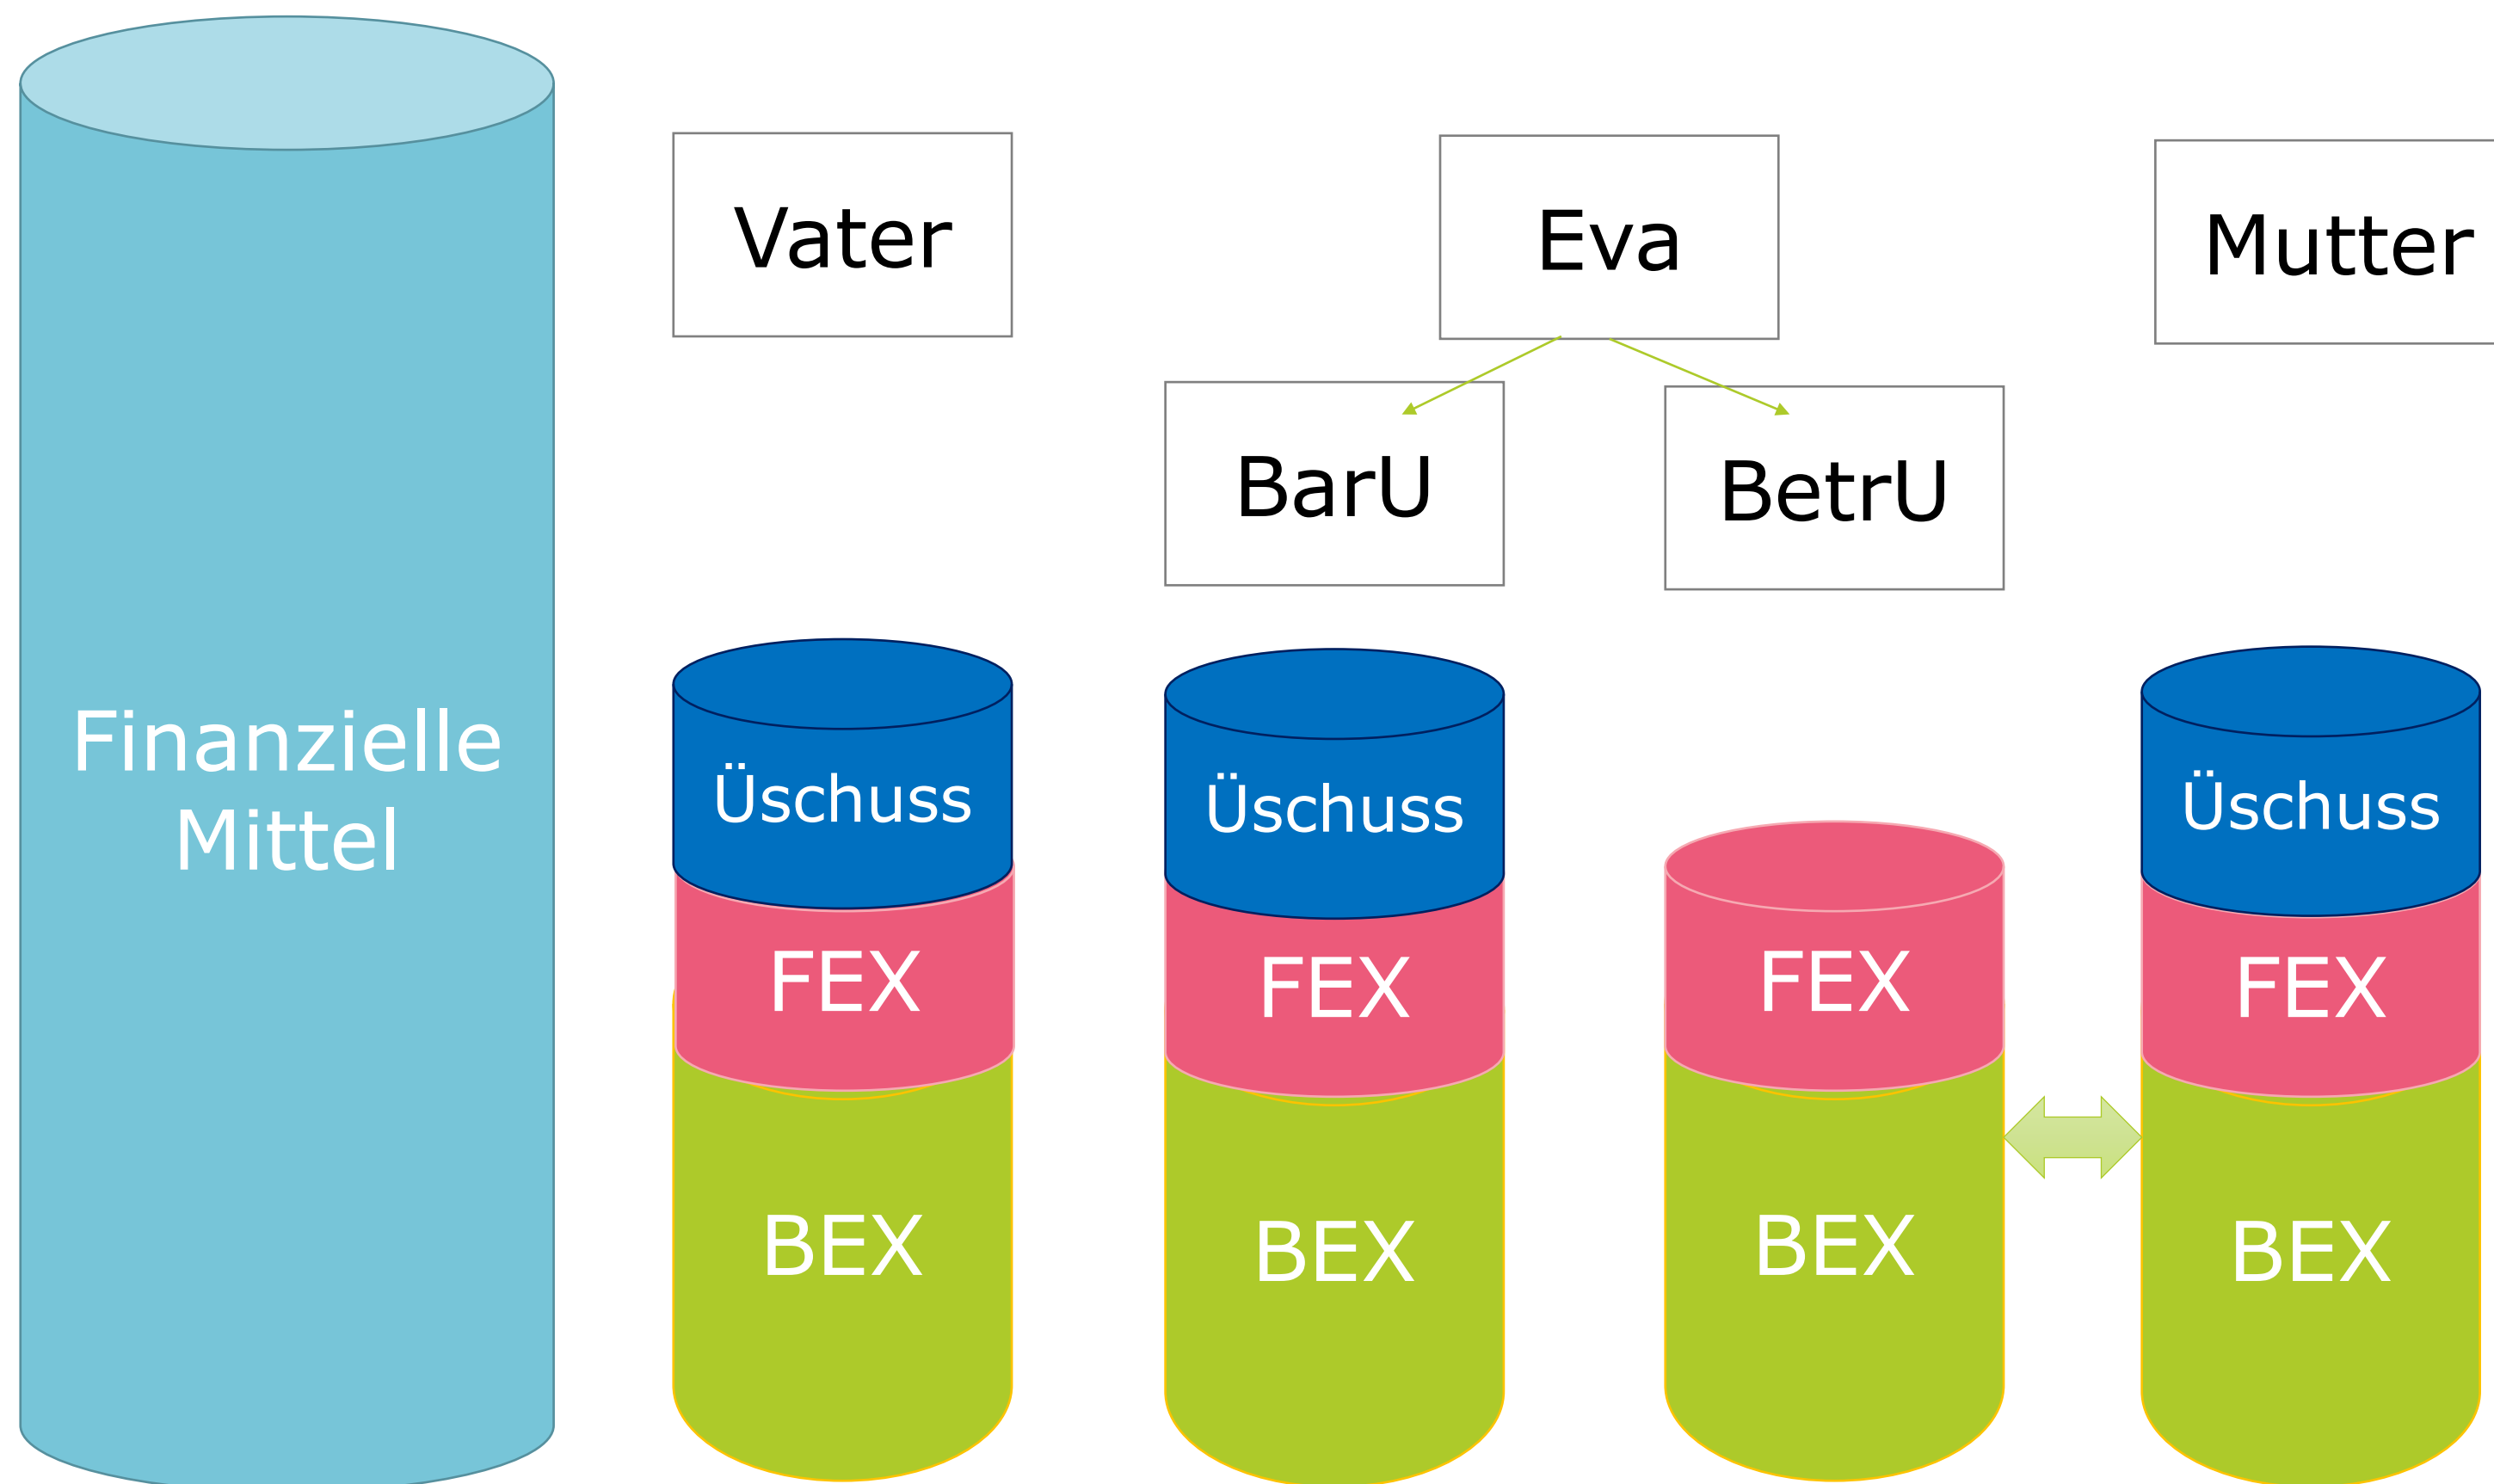 Vater
Eva
Mutter
BarU
BetrU
Finanzielle
Mittel
Üschuss
Üschuss
Üschuss
FEX
FEX
FEX
FEX
BEX
BEX
BEX
BEX